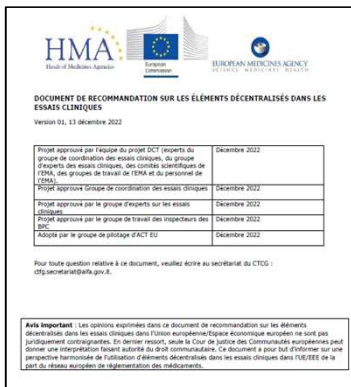 HMA
Heads of Medicines Agencies
European
Commission
EUROPEAN MEDICINES AGENCY
SCIENCE MEDICINES HEALTH
DOCUMENT DE RECOMMANDATION SUR LES ÉLÉMENTS DÉCENTRALISÉS DANS LES
ESSAIS CLINIQUES
Version 01, 13 décembre 2022
Projet approuvé par l'équipe du projet DCT (experts du
groupe de coordination des essais cliniques, du groupe
d'experts des essais cliniques, des comités scientifiques de
l'EMA, des groupes de travail de l'EMA et du personnel de
l'EMA).
Décembre 2022
Projet approuvé Groupe de coordination des essais cliniques
Décembre 2022
Projet approuvé par le groupe d'experts sur les essais
cliniques
Décembre 2022
Projet approuvé par le groupe de travail des inspecteurs des
BPC
Décembre 2022
Adopté par le groupe de pilotage d'ACT EU
Décembre 2022
Pour toute question relative à ce document, veuillez écrire au secrétariat du CTCG :
ctfg.secretariat@aifa.gov.it.
Avis important : Les opinions exprimées dans ce document de recommandation sur les éléments
décentralisés dans les essais cliniques dans l'Union européenne/Espace économique européen ne sont pas
juridiquement contraignantes. En dernier ressort, seule la Cour de justice des Communautés européennes peut
donner une interprétation faisant autorité du droit communautaire. Ce document a pour but d'informer sur une
perspective harmonisée de l'utilisation d'éléments décentralisés dans les essais cliniques dans l'UE/EEE de la
part du réseau européen de réglementation des médicaments.